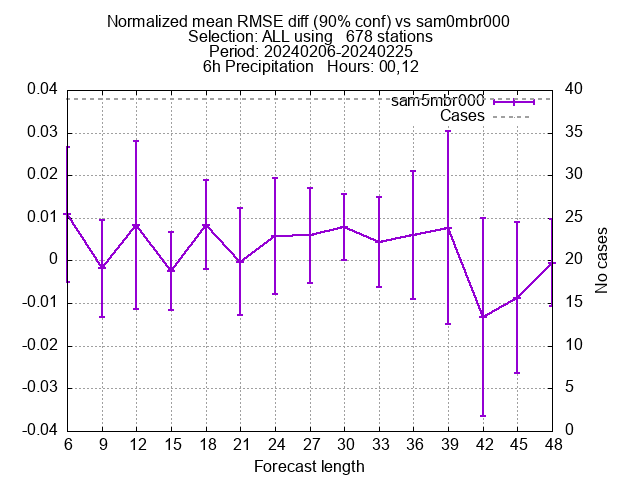 Normalized mean RMSE diff (90% conf) vs sam0mbr000
Selection: ALL using   678 stations
Period: 20240206-20240225
6h Precipitation   Hours: 00,12
0.04
0.03
0.02
0.01
0
-0.01
-0.02
-0.03
-0.04
sam5mbr000
Cases
40
35
30
25
20
15
10
5
0
No cases
6 9 12 15 18 21 24 27 30 33 36 39 42 45 48
Forecast length